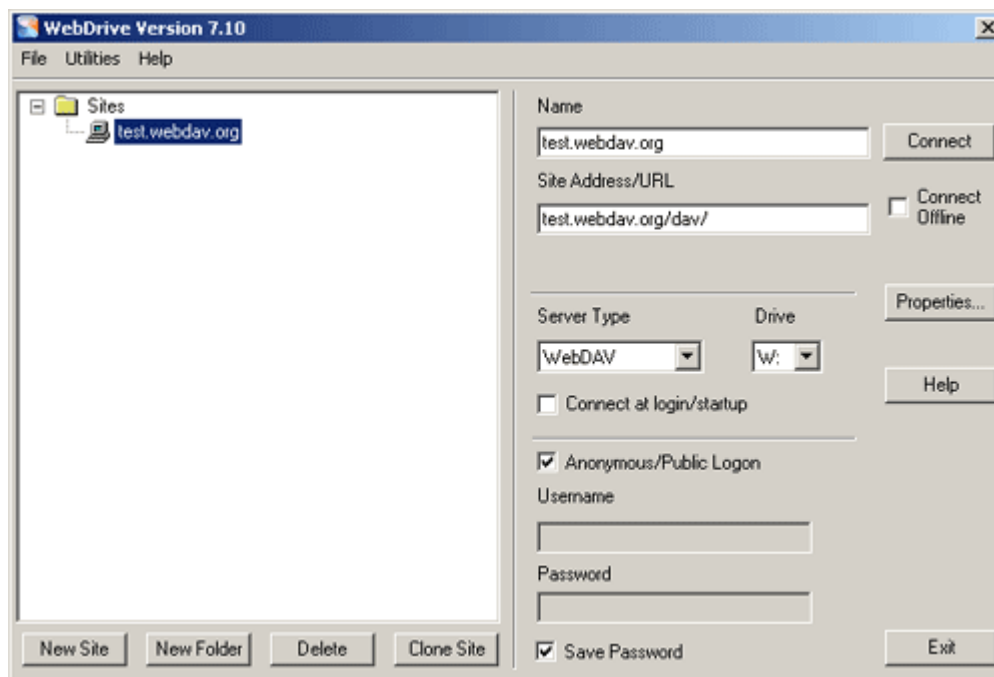 WebDrive Version 7.10
File Utilities Help
Sites
test.webdav.org
Name
test.webdav.org
Connect
Site Address/URL
test.webdav.org/dav/
Connect
Offline
Properties...
Server Type Drive
WebDAV W:
Help
Connect at login/startup
Anonymous/Public Logon
Username
Password
Save Password
New Site New Folder Delete Clone Site
Exit